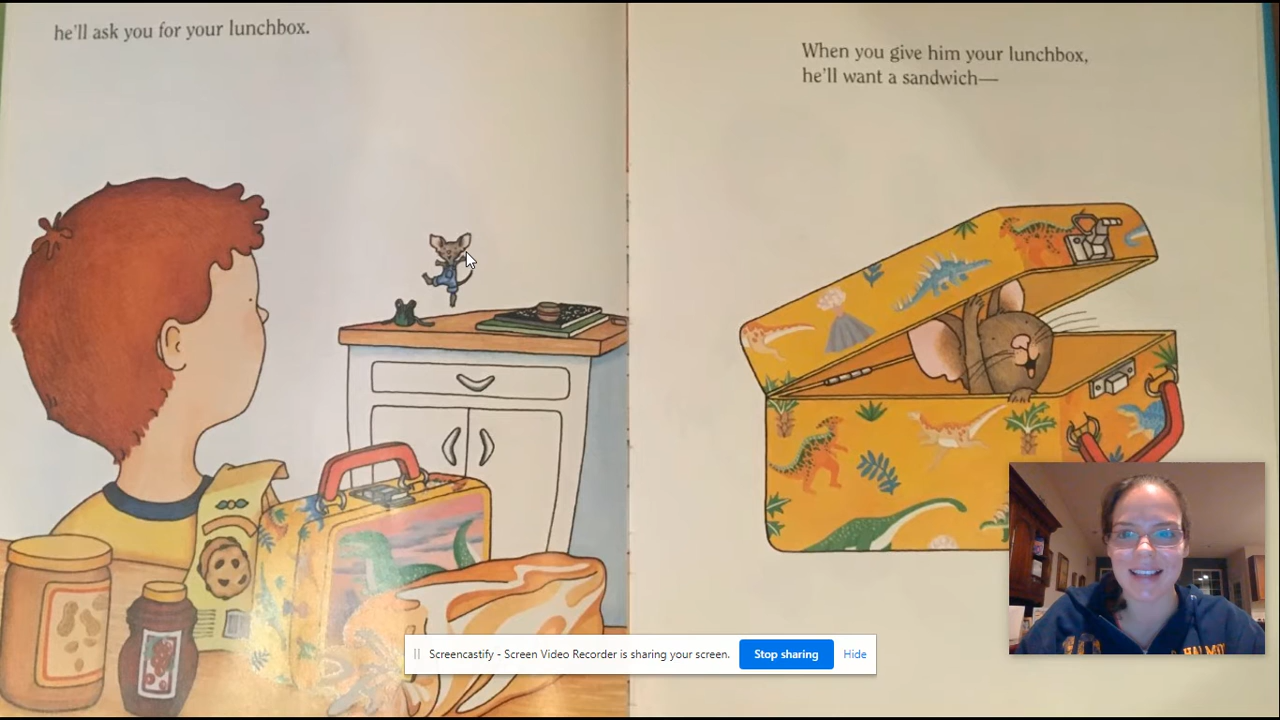 he'll ask you for your lunchbox.
When you give him your lunchbox,
he'll want a sandwich—
Screencastify - Screen Video Recorder is sharing your screen.
Stop sharing
Hide